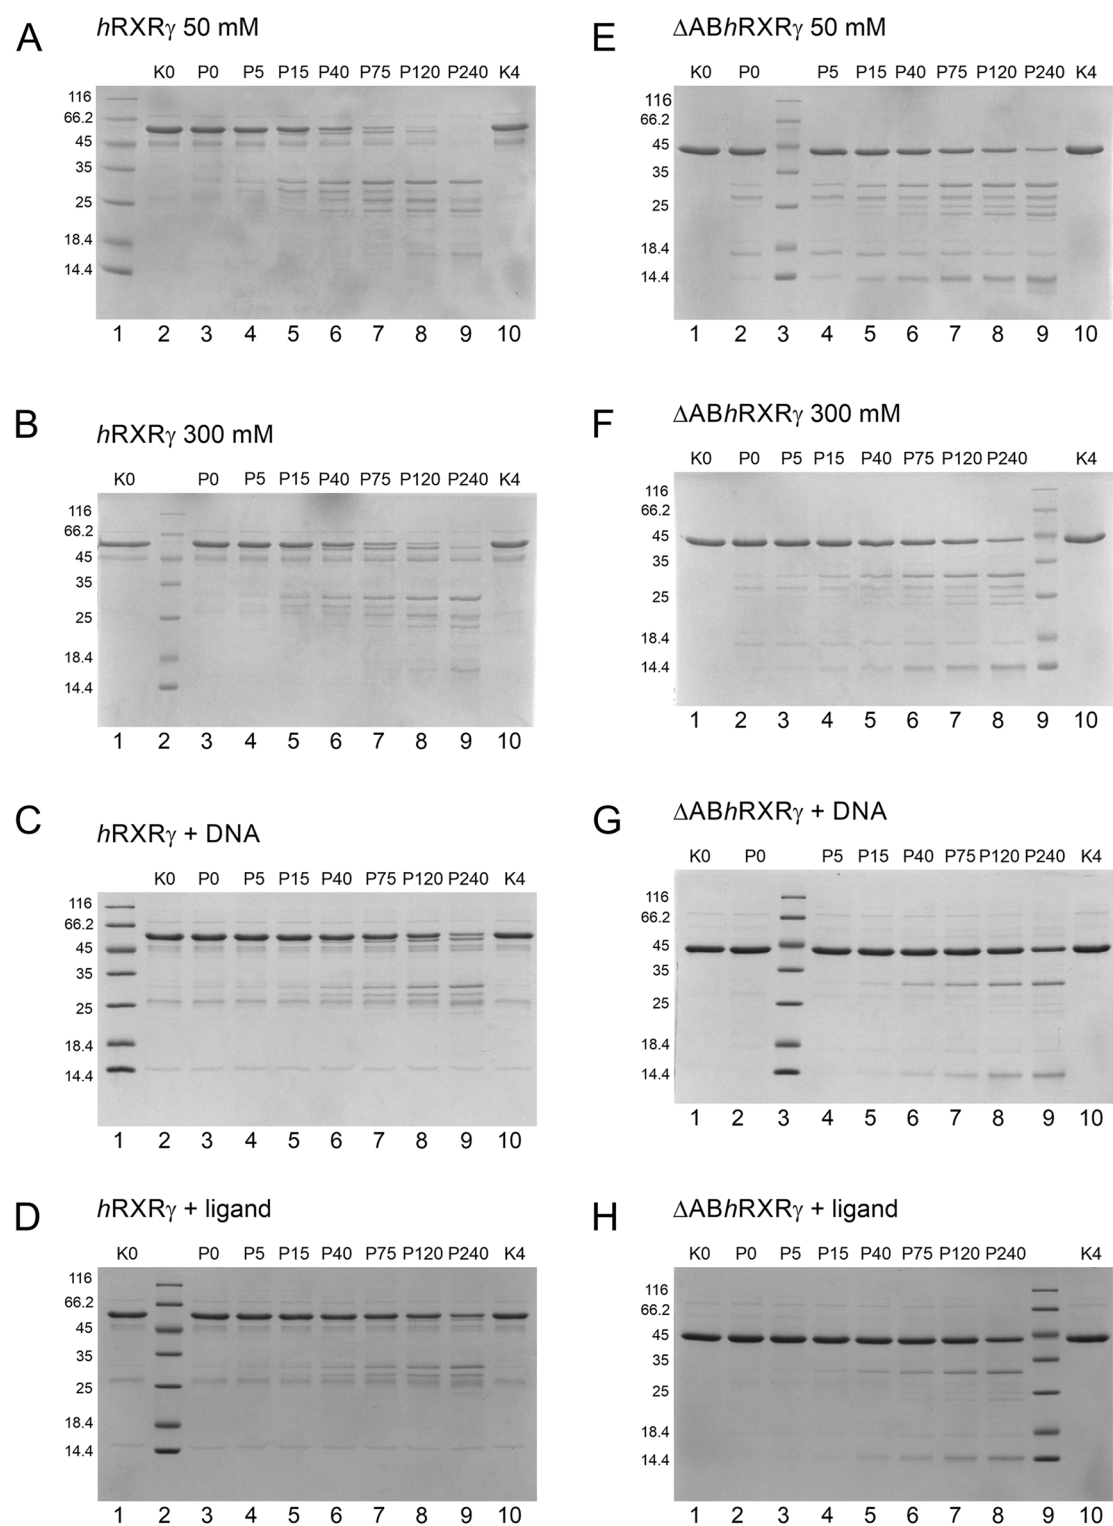 A
hRXRγ 50 mM
K0 P0 P5 P15 P40 P75 P120 P240 K4
116
66.2
45
35
25
18.4
14.4
1 2 3 4 5 6 7 8 9 10
E
ΔABhRXRγ 50 mM
K0 P0 P5 P15 P40 P75 P120 P240 K4
116
66.2
45
35
25
18.4
14.4
1 2 3 4 5 6 7 8 9 10
B
hRXRγ 300 mM
K0 P0 P5 P15 P40 P75 P120 P240 K4
116
66.2
45
35
25
18.4
14.4
1 2 3 4 5 6 7 8 9 10
F
ΔABhRXRγ 300 mM
K0 P0 P5 P15 P40 P75 P120 P240 K4
116
66.2
45
35
25
18.4
14.4
1 2 3 4 5 6 7 8 9 10
C
hRXRγ + DNA
K0 P0 P5 P15 P40 P75 P120 P240 K4
116
66.2
45
35
25
18.4
14.4
1 2 3 4 5 6 7 8 9 10
G
ΔABhRXRγ + DNA
K0 P0 P5 P15 P40 P75 P120 P240 K4
116
66.2
45
35
25
18.4
14.4
1 2 3 4 5 6 7 8 9 10
D
hRXRγ + ligand
K0 P0 P5 P15 P40 P75 P120 P240 K4
116
66.2
45
35
25
18.4
14.4
1 2 3 4 5 6 7 8 9 10
H
ΔABhRXRγ + ligand
K0 P0 P5 P15 P40 P75 P120 P240 K4
116
66.2
45
35
25
18.4
14.4
1 2 3 4 5 6 7 8 9 10